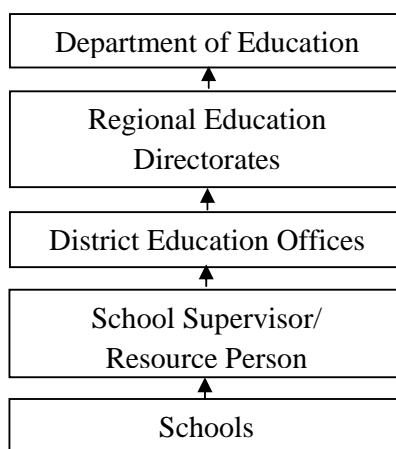 Department of Education
Regional Education
Directorates
District Education Offices
School Supervisor/
Resource Person
Schools